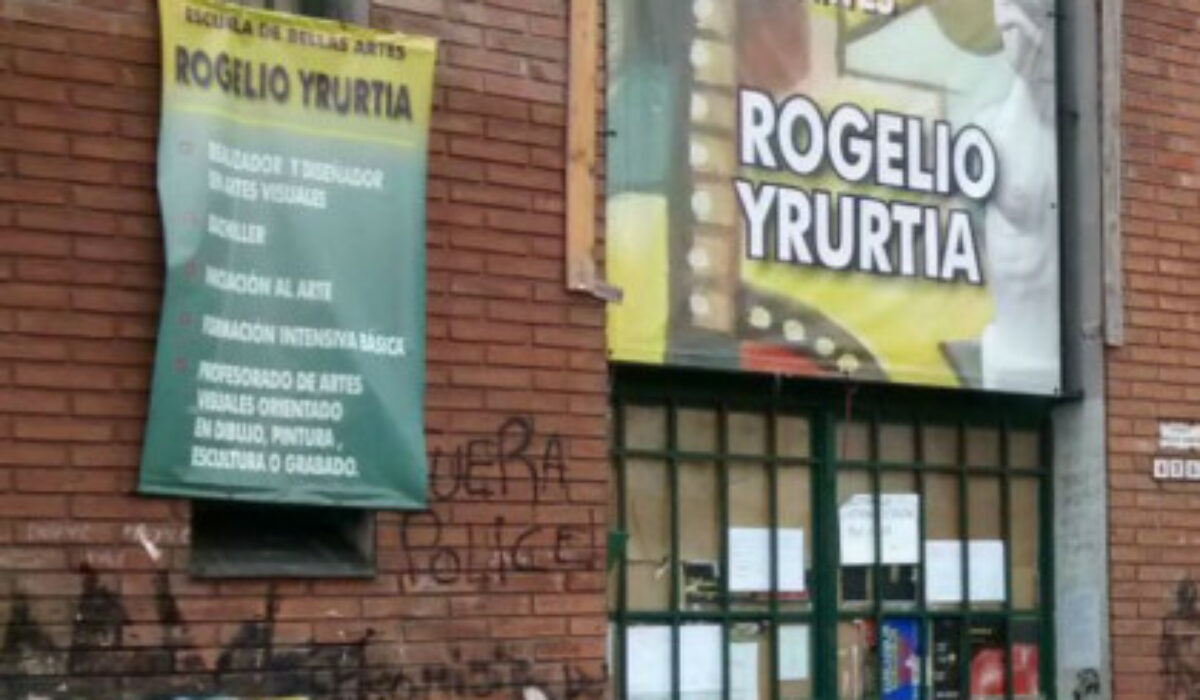 ESCUELA DE BELLAS ARTES
ROGELIO YRURTIA
REALIZADOR Y DISEÑADOR
EN ARTES VISUALES
BACHILLER
INICIACIÓN AL ARTE
FORMACIÓN INTENSIVA BÁSICA
PROFESORADO DE ARTES
VISUALES ORIENTADO
EN DIBUJO, PINTURA,
ESCULTURA O GRABADO.
ROGELIO
YRURTIA
FUERA
POLICE